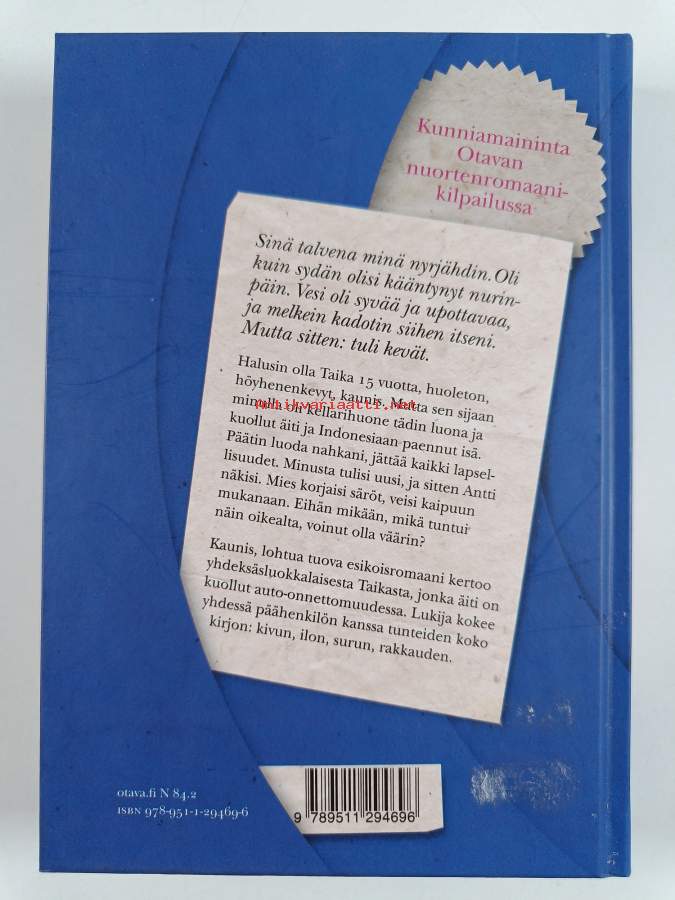 Kunniamaininta
Otavan
nuortenromaani-
kilpailussa
Sinä talvena minä nyrjähdin. Oli
kuin sydän olisi kääntynyt nurin-
päin. Vesi oli syvää ja upottavaa,
ja melkein kadotin siihen itseni.
Mutta sitten: tuli kevät.
Halusin olla Taika 15 vuotta, huoleton,
höyhenenkevyt, kaunis. Mutta sen sijaan
antikvariaatti.net
minulla oli kellarihuone tädin luona ja
kuollut äiti ja Indonesiaan paennut isä.
Päätin luoda nahkani, jättää kaikki lapsel-
lisuudet. Minusta tulisi uusi, ja sitten Antti
näkisi. Mies korjaisi säröt, veisi kaipuun
mukanaan. Eihän mikään, mikä tuntui
näin oikealta, voinut olla väärin?
Kaunis, lohtua tuova esikoisromaani kertoo
yhdeksäsluokkalaisesta Taikasta, jonka äiti on
kuollut auto-onnettomuudessa. Lukija kokee
yhdessä päähenkilön kanssa tunteiden koko
kirjon: kivun, ilon, surun, rakkauden.
otava.fi N 84.2
ISBN 978-951-1-29469-6
9 789511 294696